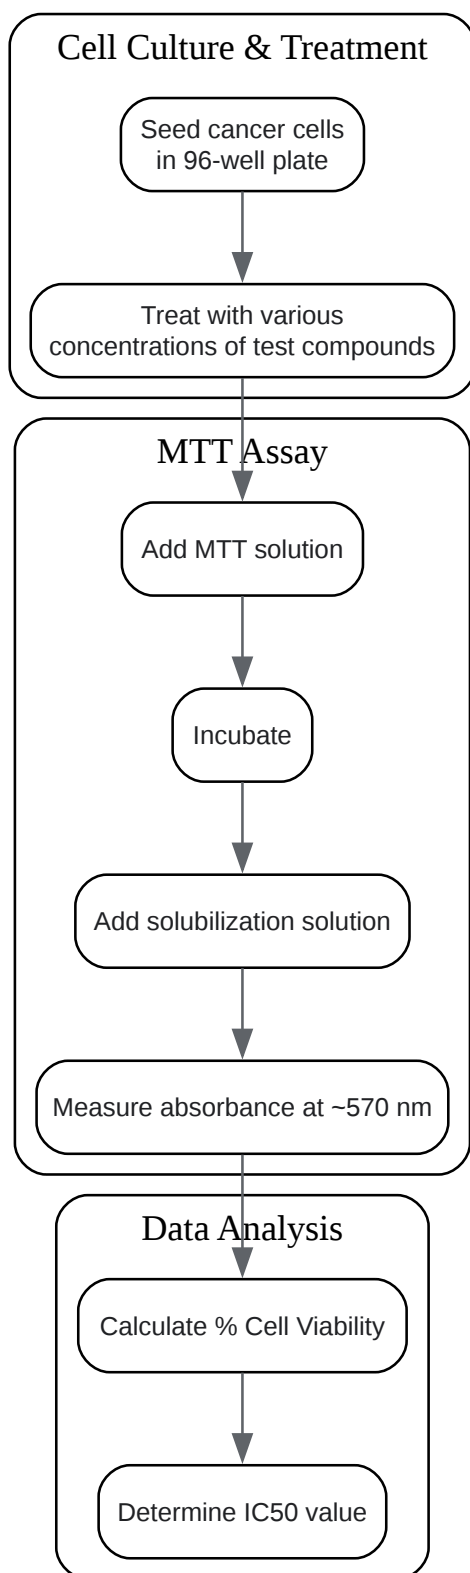 Cell Culture & Treatment
Seed cancer cells
in 96-well plate
Treat with various
concentrations of test compounds
MTT Assay
Add MTT solution
Incubate
Add solubilization solution
Measure absorbance at ~570 nm
Data Analysis
Calculate % Cell Viability
Determine IC50 value